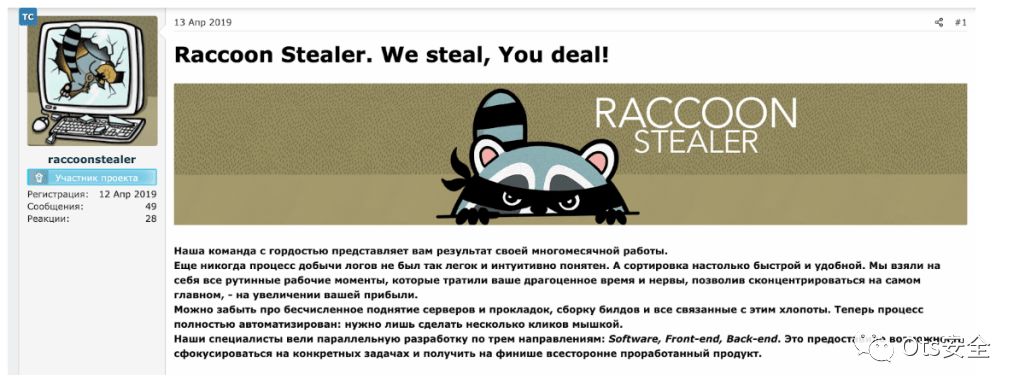 TC
13 Апр 2019
#1
Raccoon Stealer. We steal, You deal!
RACCOON
STEALER
raccoonstealer
Участник проекта
Регистрация: 12 Апр 2019
Сообщения: 49
Реакции: 28
Наша команда с гордостью представляет вам результат своей многомесячной работы.
Еще никогда процесс добычи логов не был так легок и интуитивно понятен. А сортировка настолько быстрой и удобной. Мы взяли на
себя все рутинные рабочие моменты, которые тратили ваше драгоценное время и нервы, позволив сконцентрироваться на самом
главном, - на увеличении вашей прибыли.
Можно забыть про бесчисленное поднятие серверов и прокладок, сборку билдов и все связанные с этим хлопоты. Теперь процесс
полностью автоматизирован: нужно лишь сделать несколько кликов мышкой.
Наши специалисты вели параллельную разработку по трем направлениям: Software, Front-end, Back-end. Это
сфокусироваться на конкретных задачах и получить на финише всесторонне проработанный продукт.
Ots安全